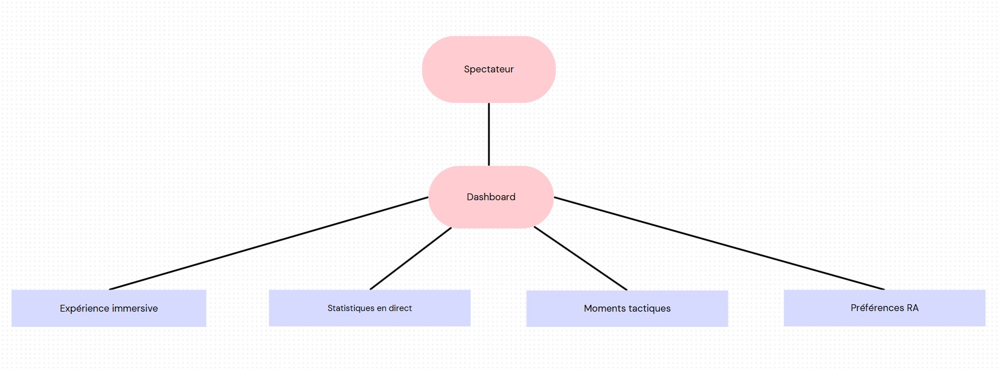 Spectateur
Dashboard
Expérience immersive
Statistiques en direct
Moments tactiques
Préférences RA